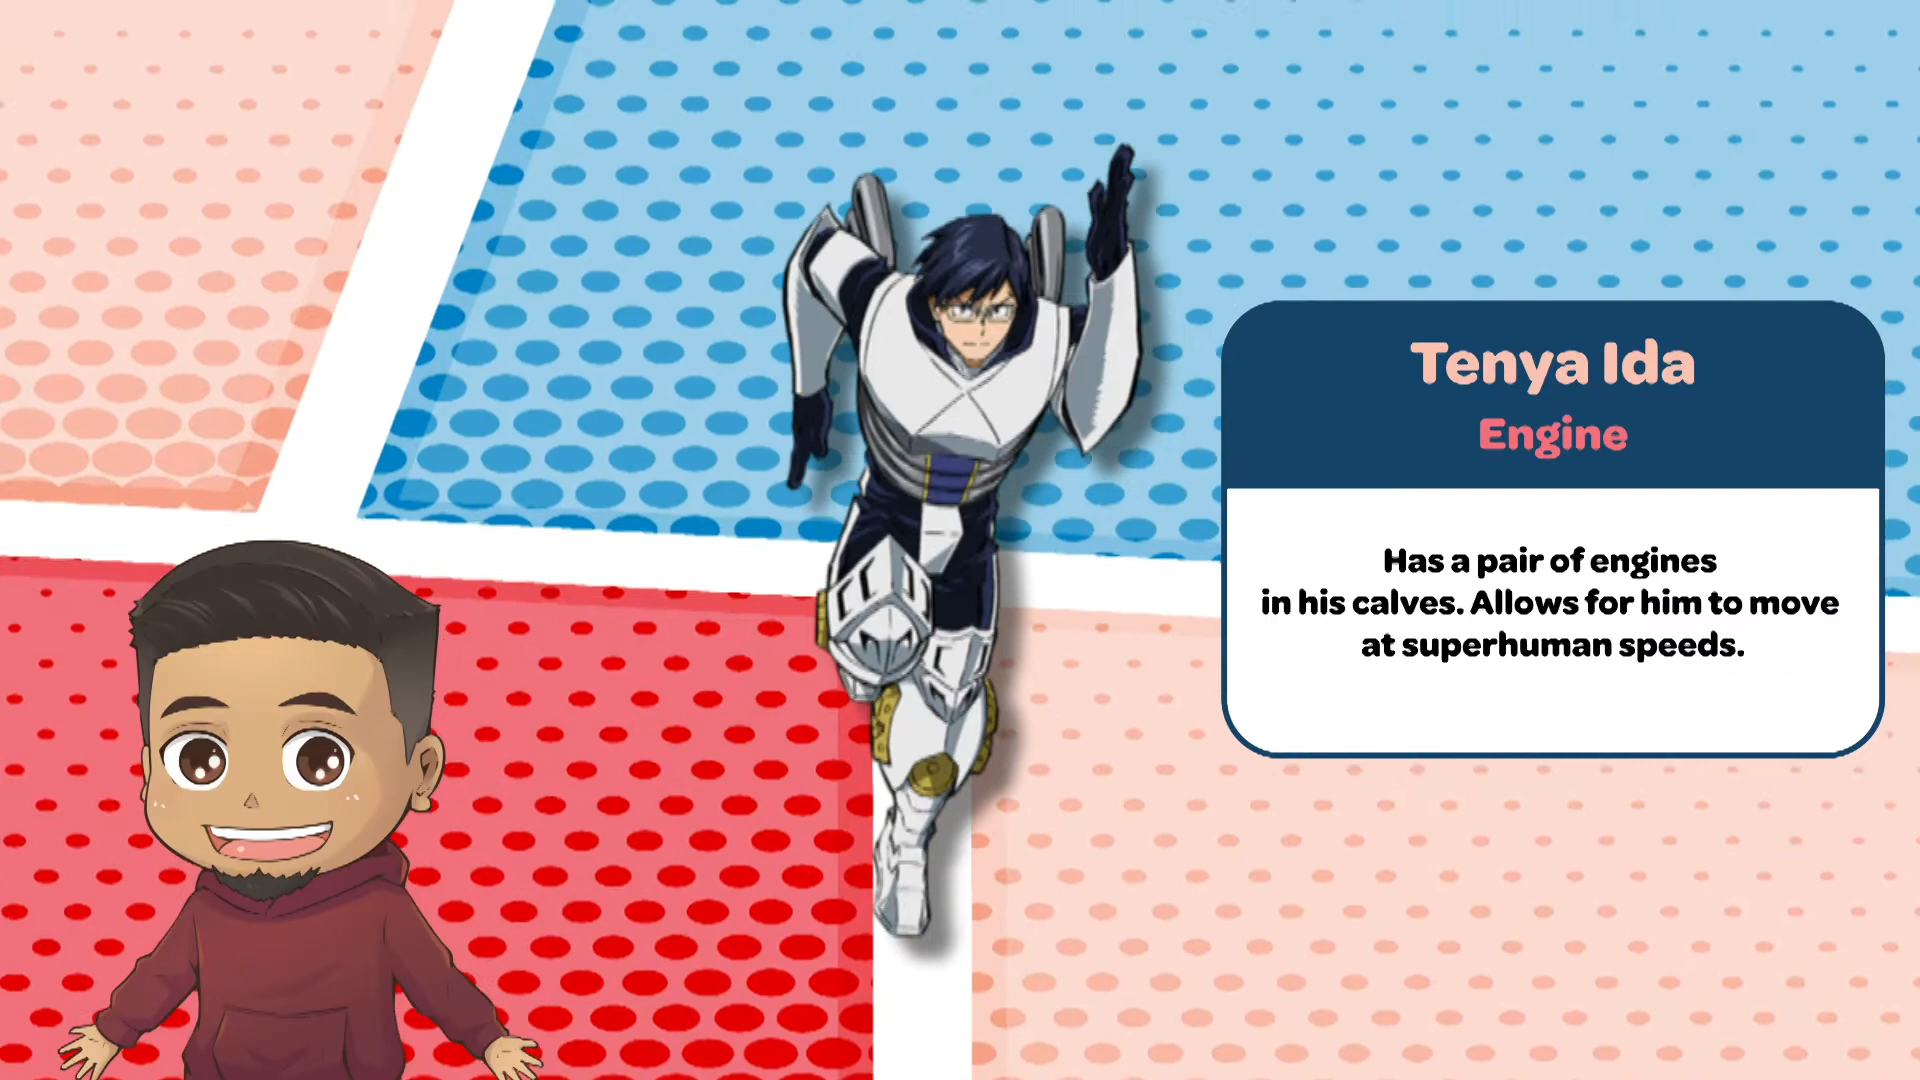 Tenya Ida
Engine
Has a pair of engines
in his calves. Allows for him to move
at superhuman speeds.